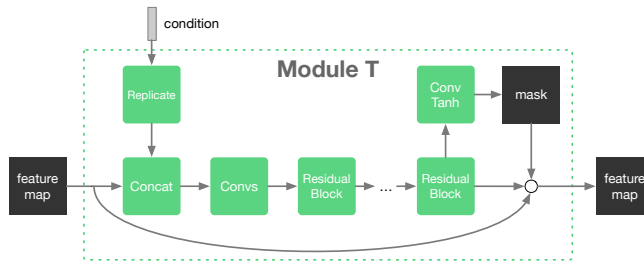 condition
Module T
Replicate
Conv
Tanh
mask
feature
map
Concat
Convs
Residual
Block
...
Residual
Block
feature
map